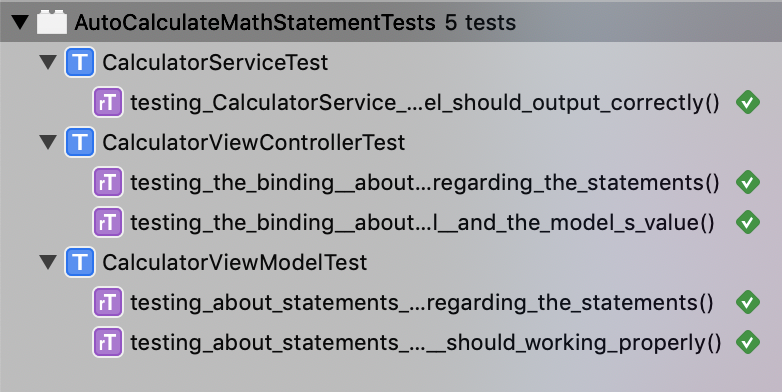 AutoCalculateMathStatementTests 5 tests
T CalculatorServiceTest
rT testing_CalculatorService_...el_should_output_correctly()
T CalculatorViewControllerTest
rT testing_the_binding__about...regarding_the_statements()
rT testing_the_binding__about...l__and_the_model_s_value()
T CalculatorViewModelTest
rT testing_about_statements_...regarding_the_statements()
rT testing_about_statements_...__should_working_properly()